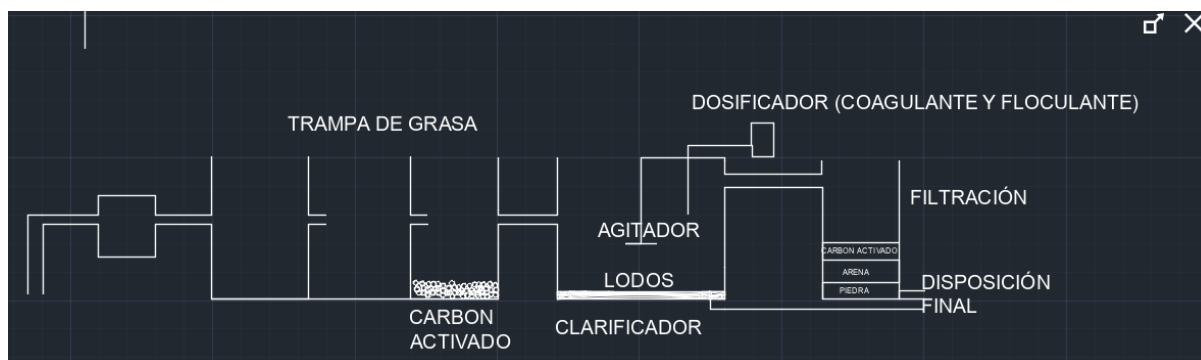 DOSIFICADOR (COAGULANTE Y FLOCULANTE)
TRAMPA DE GRASA
FILTRACIÓN
AGITADOR
CARBON ACTIVADO
ARENA
LODOS
DISPOSICIÓN
FINAL
PIEDRA
CARBON
ACTIVADO
CLARIFICADOR